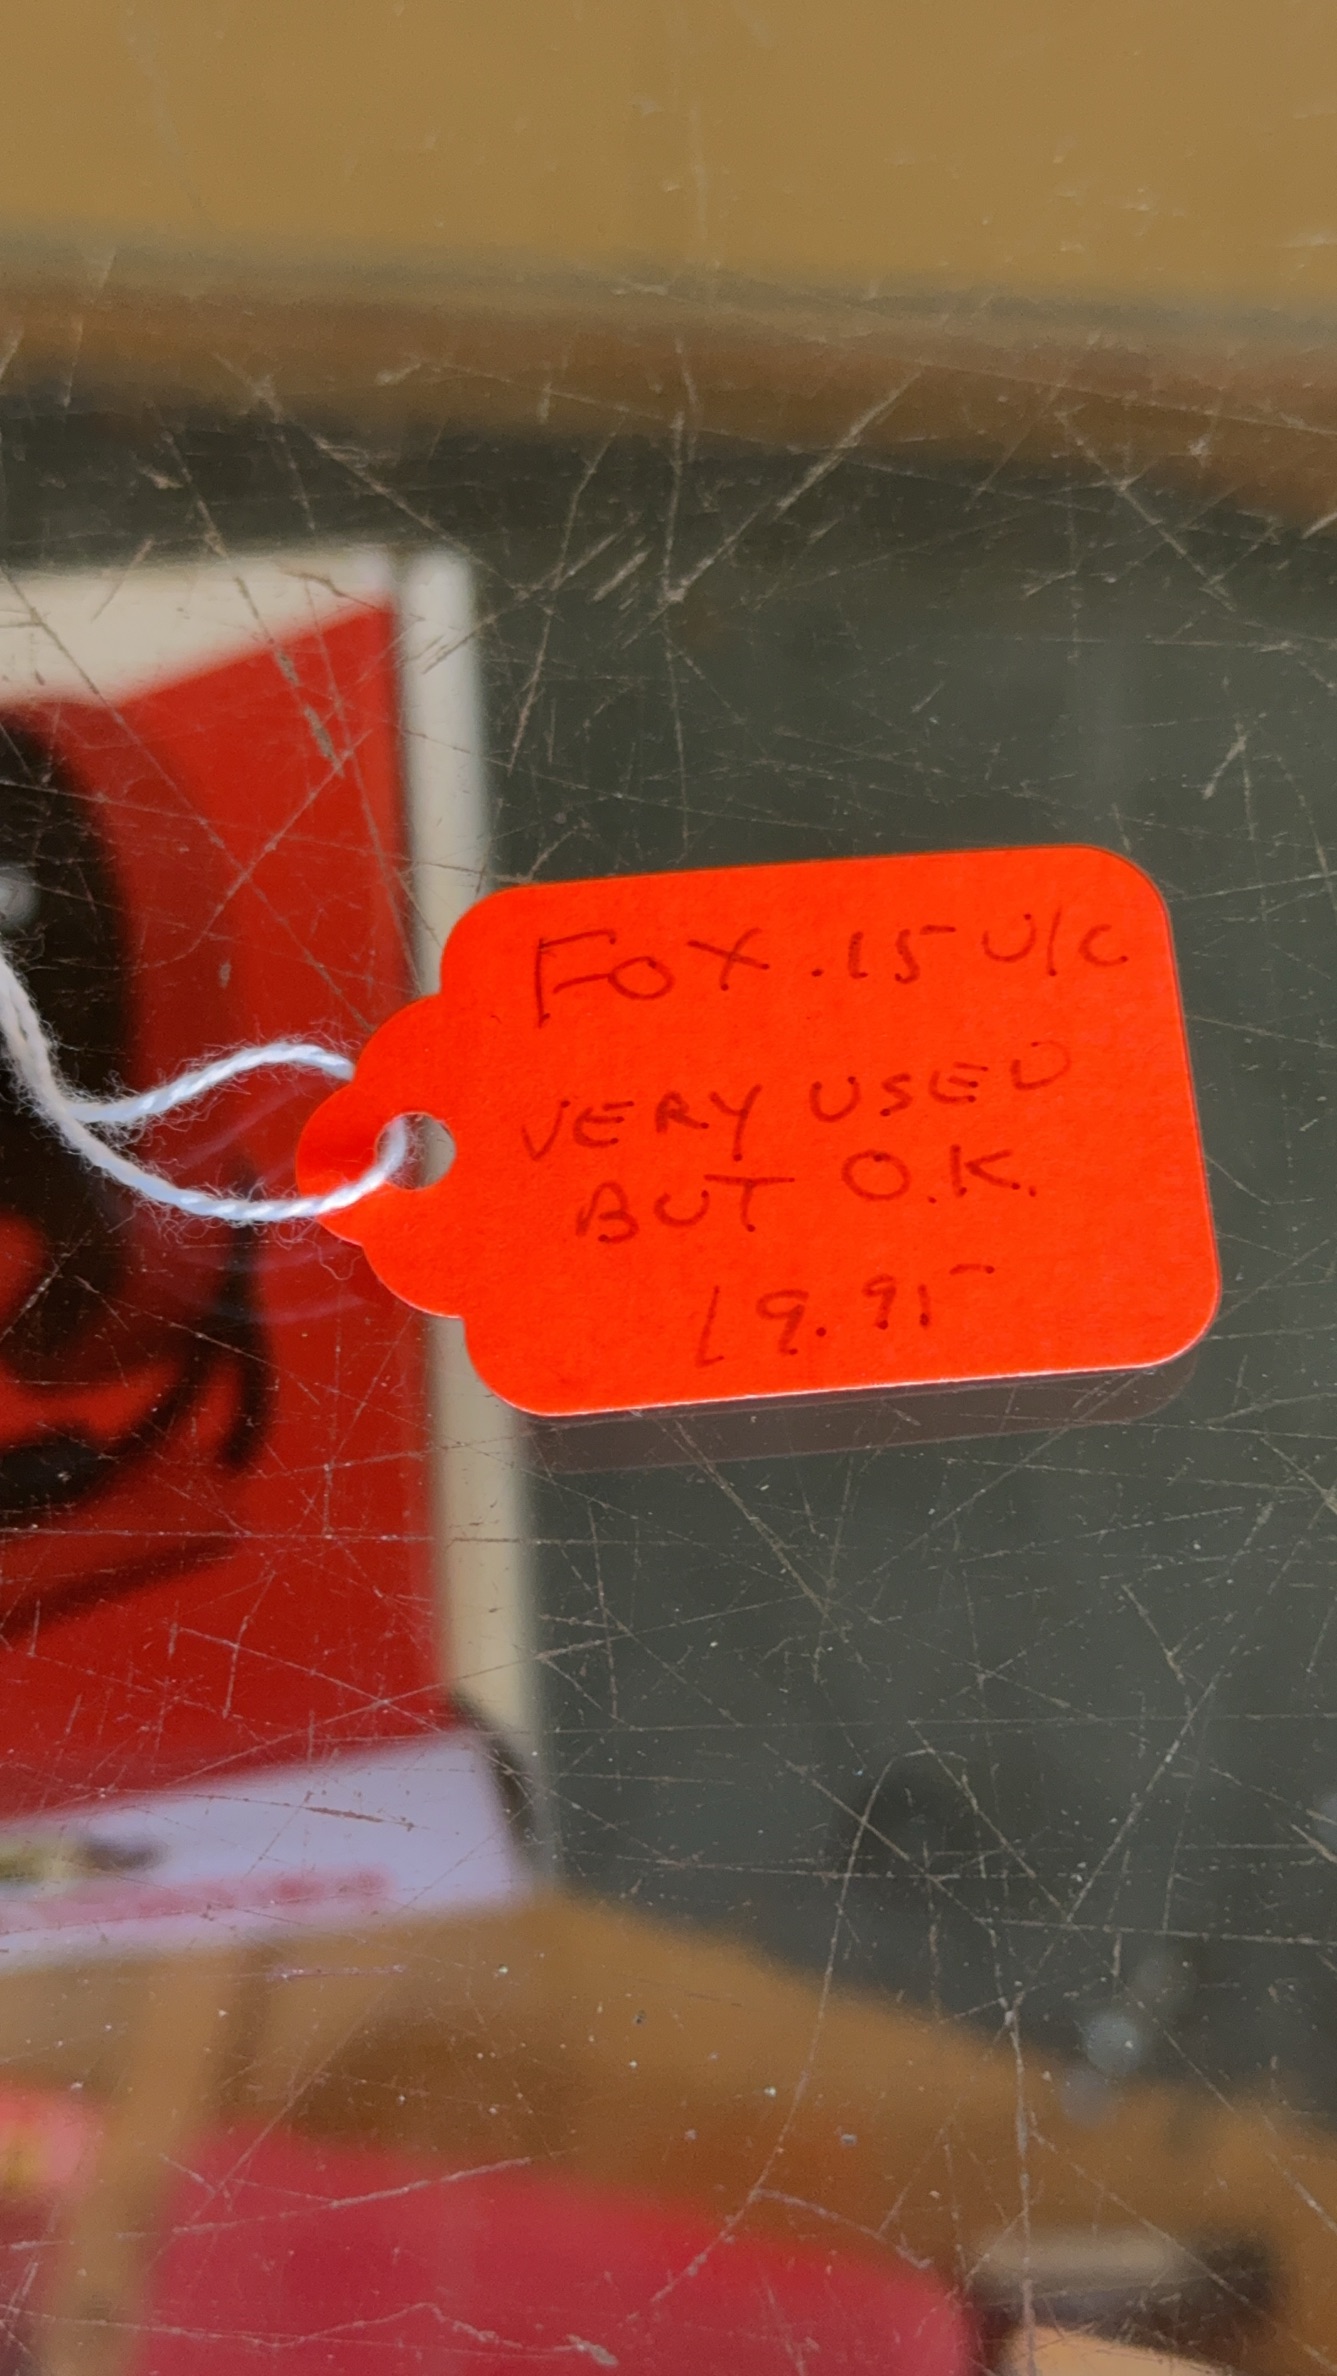 FOX .15 U/C
VERY USED
BUT O.K.
19.95